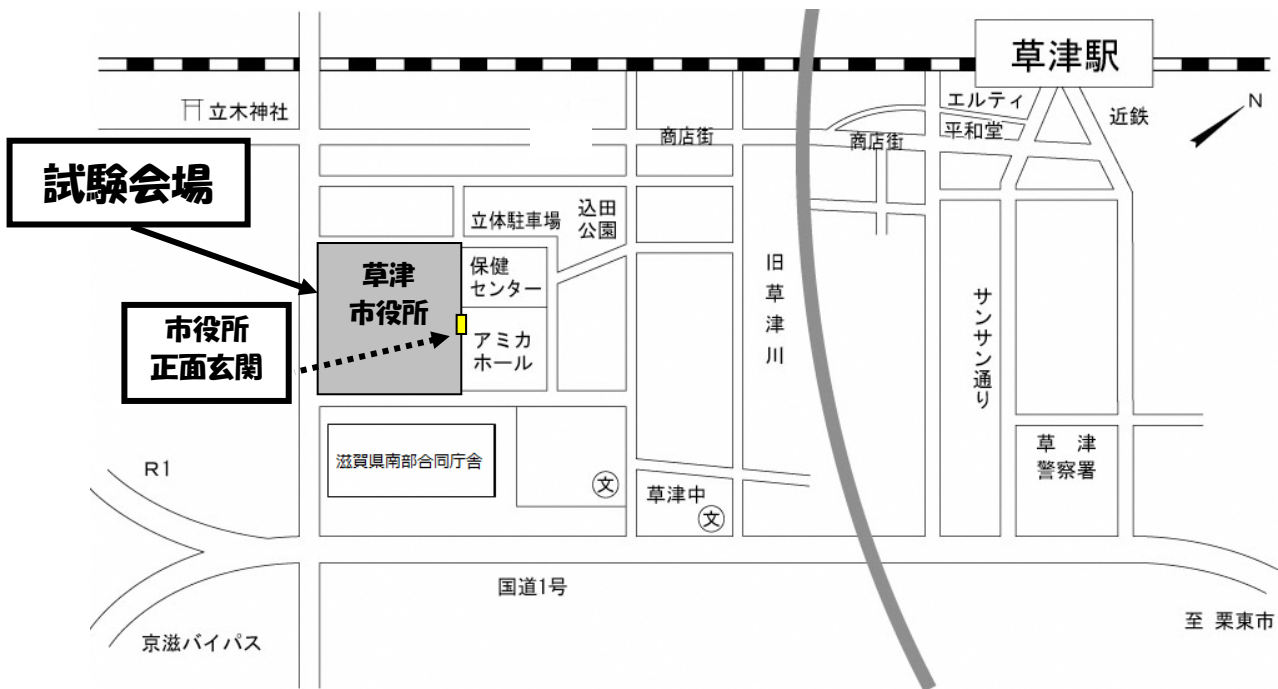 草津駅
エルティ
近鉄
N
立木神社
平和堂
商店街
商店街
試験会場
込田
公園
立体駐車場
草津
市役所
保健
センター
旧草津川
サンサン通り
市役所
正面玄関
アミカ
ホール
滋賀県南部合同庁舎
草津
警察署
R1
文
草津中
文
国道1号
至 栗東市
京滋バイパス